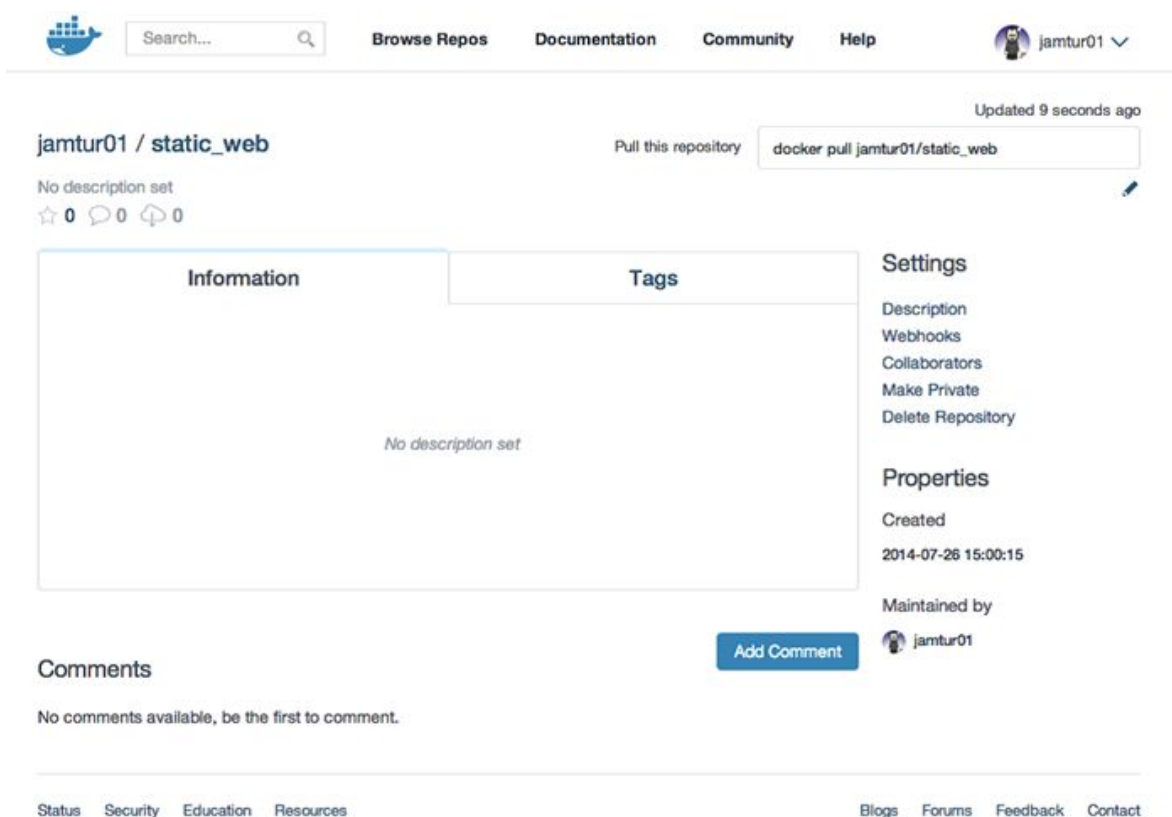 Search... Browse Repos Documentation Community Help jamtur01
Updated 9 seconds ago
jamtur01 / static_web
Pull this repository docker pull jamtur01/static_web
No description set
0 0 0
Information Tags
No description set
Settings
Description
Webhooks
Collaborators
Make Private
Delete Repository
Properties
Created
2014-07-26 15:00:15
Maintained by
jamtur01
Add Comment
Comments
No comments available, be the first to comment.
Status Security Education Resources Blogs Forums Feedback Contact